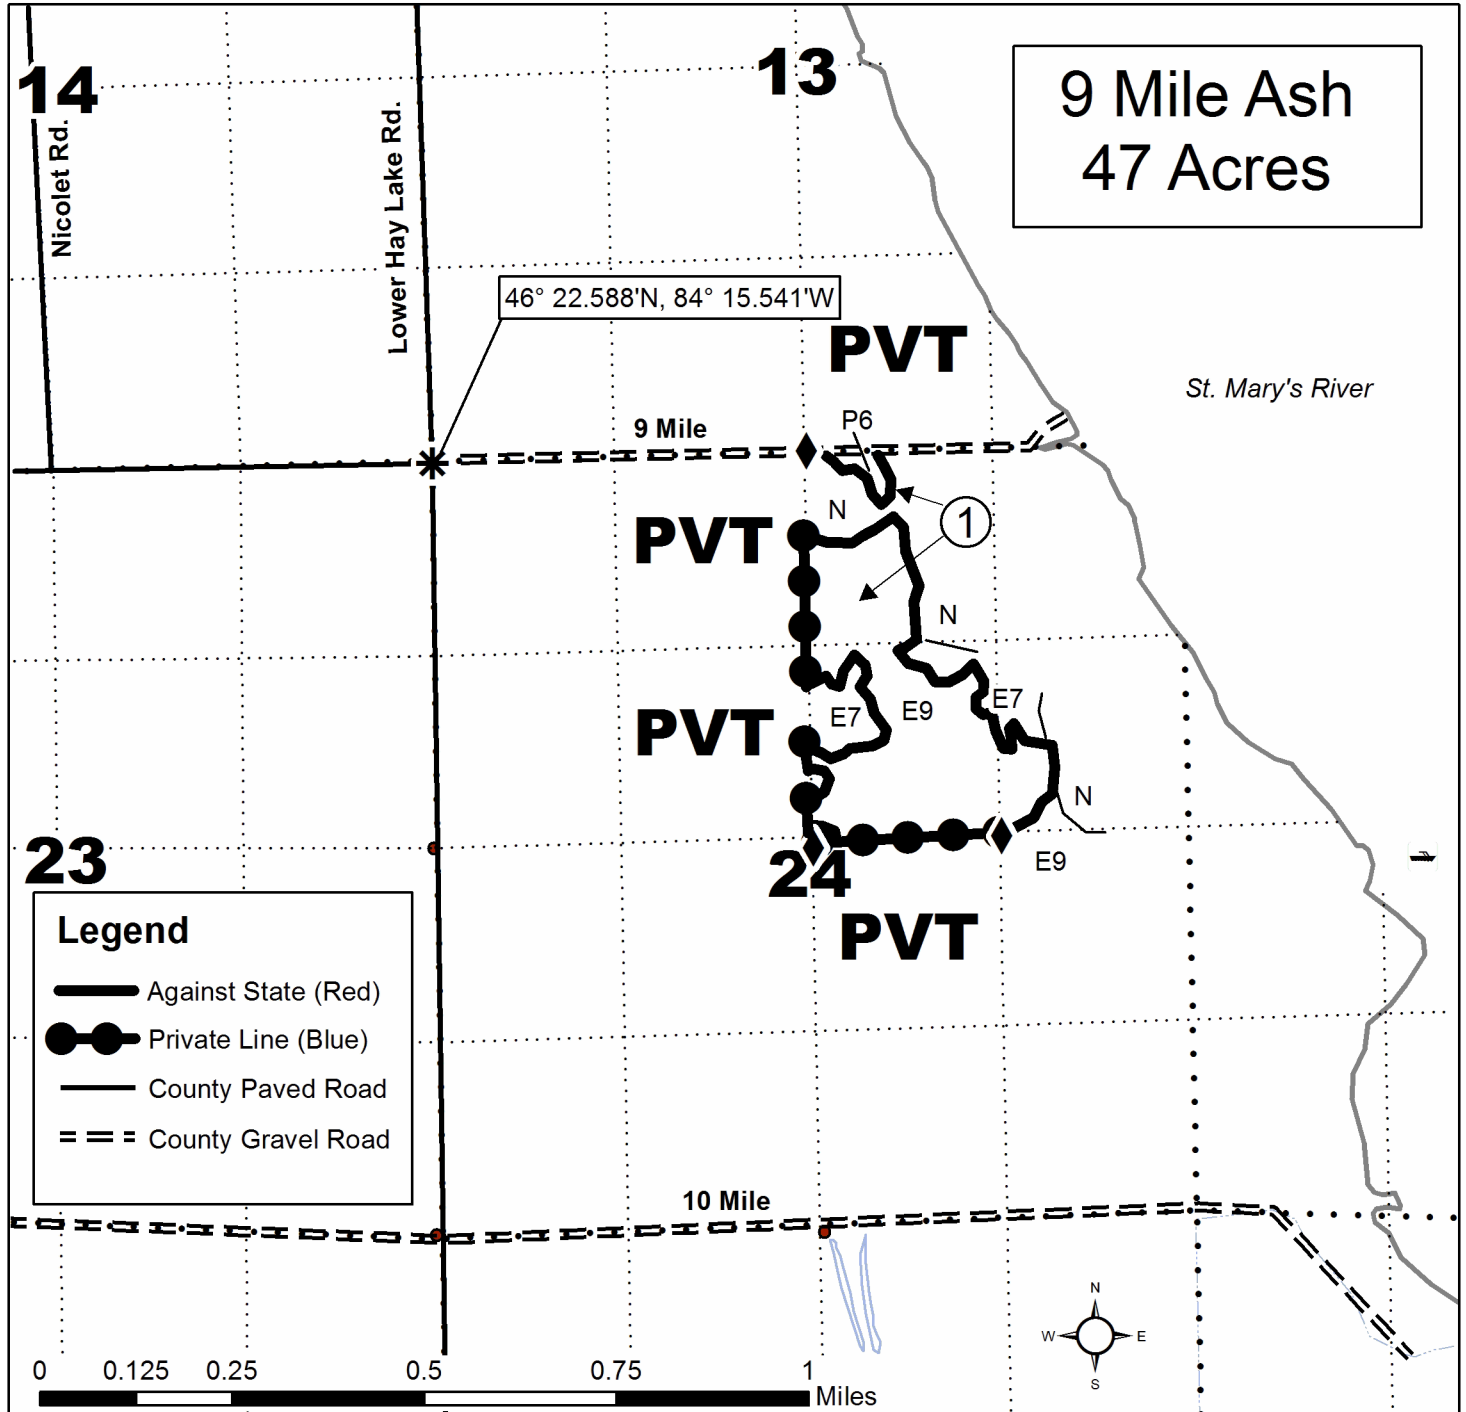 14
13
9 Mile Ash
47 Acres
Nicolet Rd.
Lower Hay Lake Rd.
46° 22.588'N, 84° 15.541'W
PVT
St. Mary's River
P6
9 Mile
N
1
PVT
N
E7
E9
E7
PVT
N
23
24
E9
PVT
Legend
Against State (Red)
Private Line (Blue)
County Paved Road
County Gravel Road
10 Mile
N
W
E
S
0 0.125 0.25 0.5 0.75 1
Miles